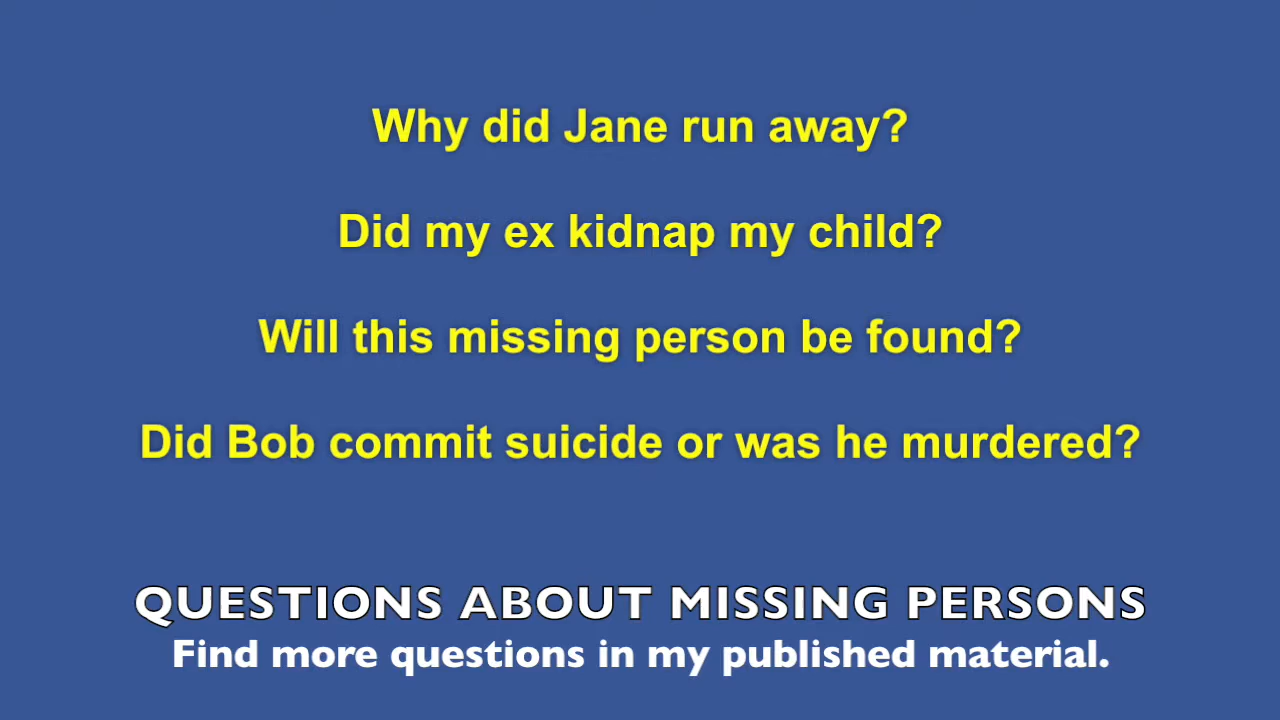 Why did Jane run away?
Did my ex kidnap my child?
Will this missing person be found?
Did Bob commit suicide or was he murdered?
QUESTIONS ABOUT MISSING PERSONS
Find more questions in my published material.